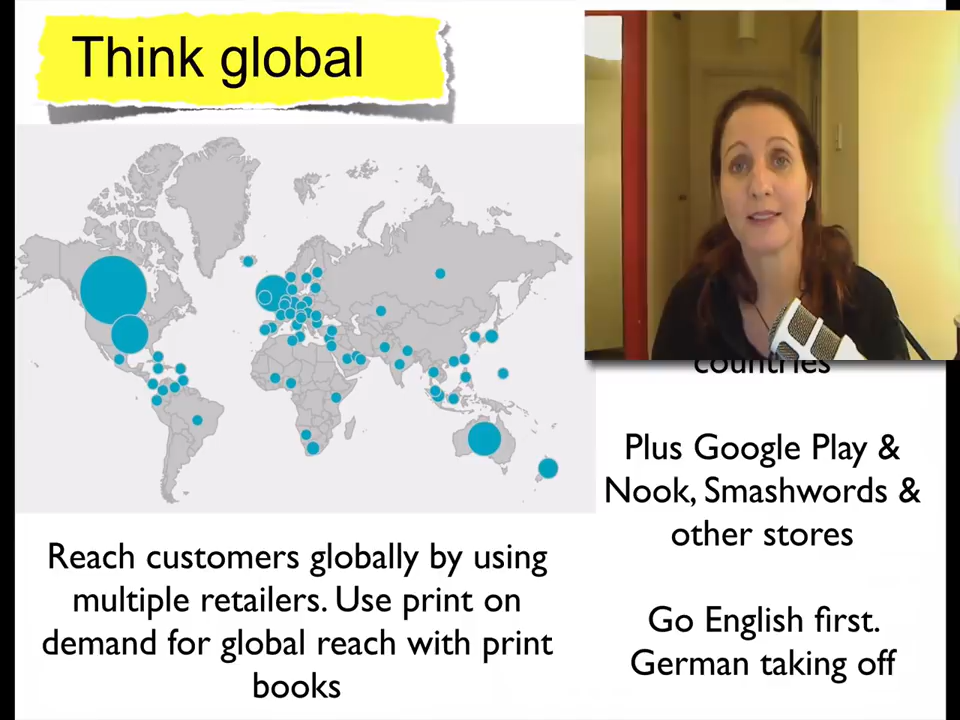 Think global
countries
Plus Google Play &
Nook, Smashwords &
other stores
Go English first.
German taking off
Reach customers globally by using
multiple retailers. Use print on
demand for global reach with print
books